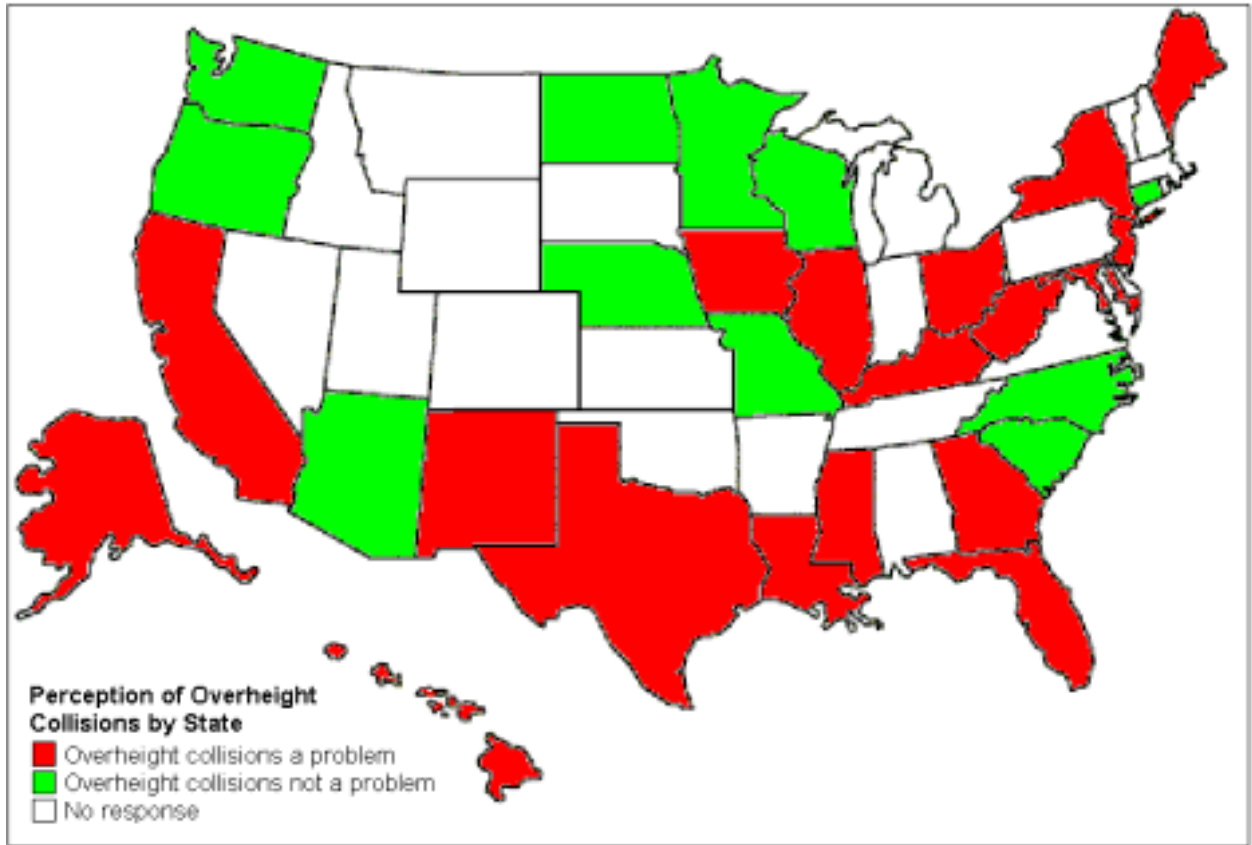 Perception of Overheight
Collisions by State
Overheight collisions a problem
Overheight collisions not a problem
No response